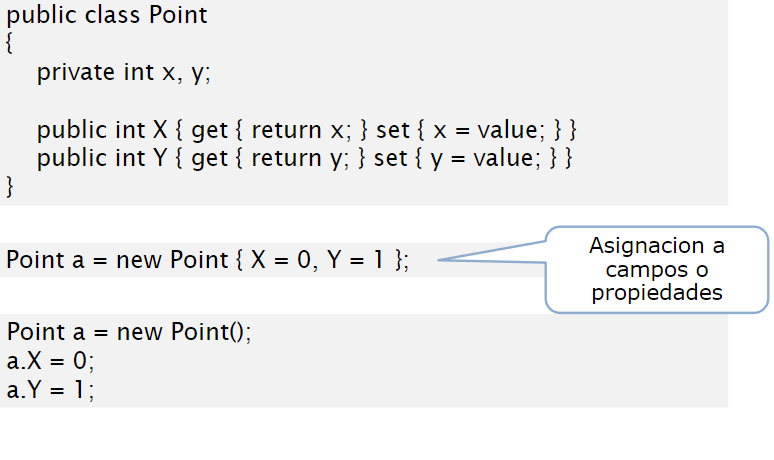 public class Point
{
private int x, y;
public int X { get { return x; } set { x = value; } }
public int Y { get { return y; } set { y = value; } }
}
Point a = new Point { X = 0, Y = 1 };
Asignacion a
campos o
propiedades
Point a = new Point();
a.X = 0;
a.Y = 1;